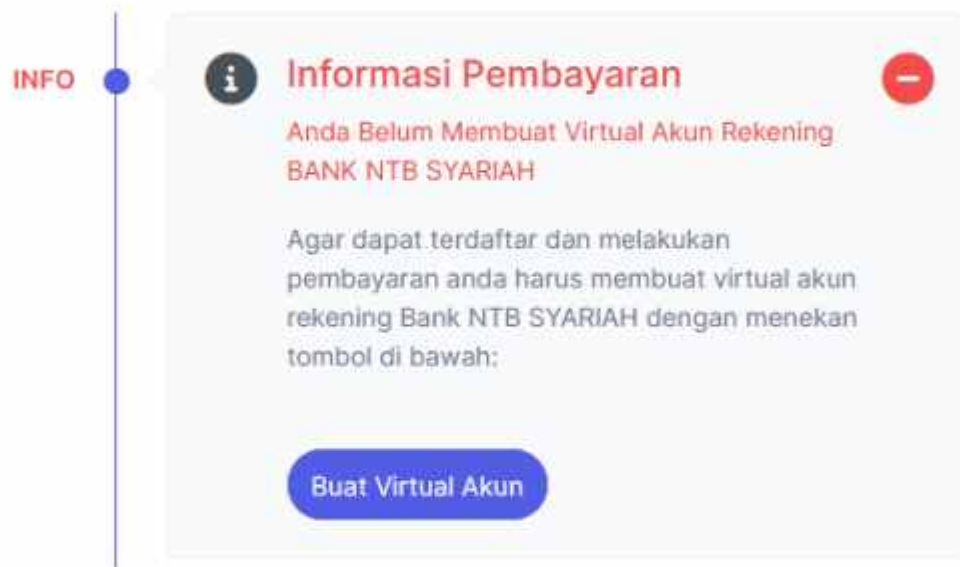 INFO
Informasi Pembayaran
Anda Belum Membuat Virtual Akun Rekening
BANK NTB SYARIAH
Agar dapat terdaftar dan melakukan
pembayaran anda harus membuat virtual akun
rekening Bank NTB SYARIAH dengan menekan
tombol di bawah:
Buat Virtual Akun